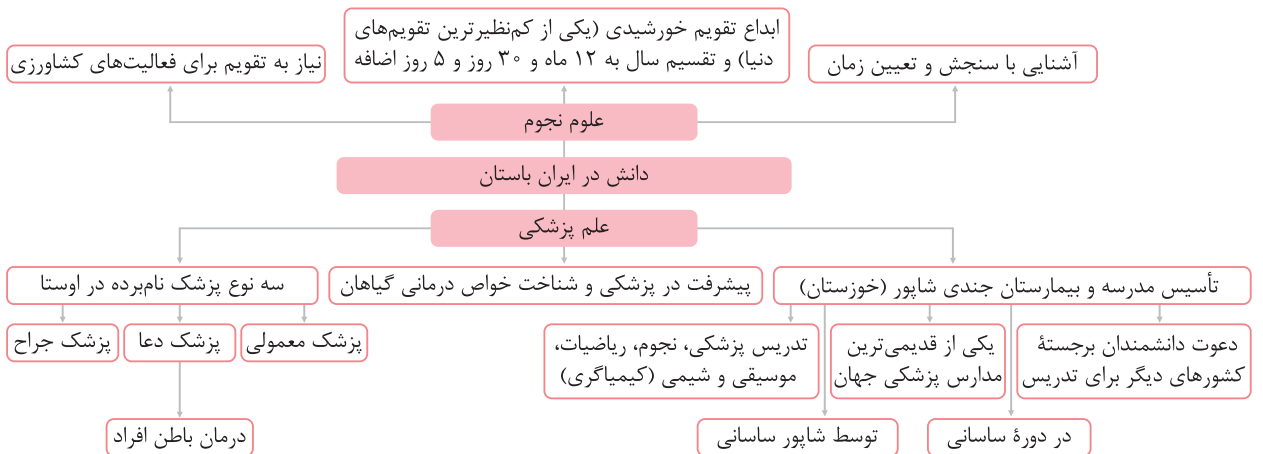 ابداع تقویم خورشیدی (یکی از کم‌نظیرترین تقویم‌های
دنیا) و تقسیم سال به ۱۲ ماه و ۳۰ روز و ۵ روز اضافه
آشنایی با سنجش و تعیین زمان
نیاز به تقویم برای فعالیت‌های کشاورزی
علوم نجوم
دانش در ایران باستان
علم پزشکی
تأسیس مدرسه و بیمارستان جندی شاپور (خوزستان)
پیشرفت در پزشکی و شناخت خواص درمانی گیاهان
سه نوع پزشک نام‌برده در اوستا
دعوت دانشمندان برجستهٔ
کشورهای دیگر برای تدریس
یکی از قدیمی‌ترین
مدارس پزشکی جهان
تدریس پزشکی، نجوم، ریاضیات،
موسیقی و شیمی (کیمیاگری)
پزشک معمولی
پزشک دعا
پزشک جراح
در دورهٔ ساسانی
توسط شاپور ساسانی
درمان باطن افراد